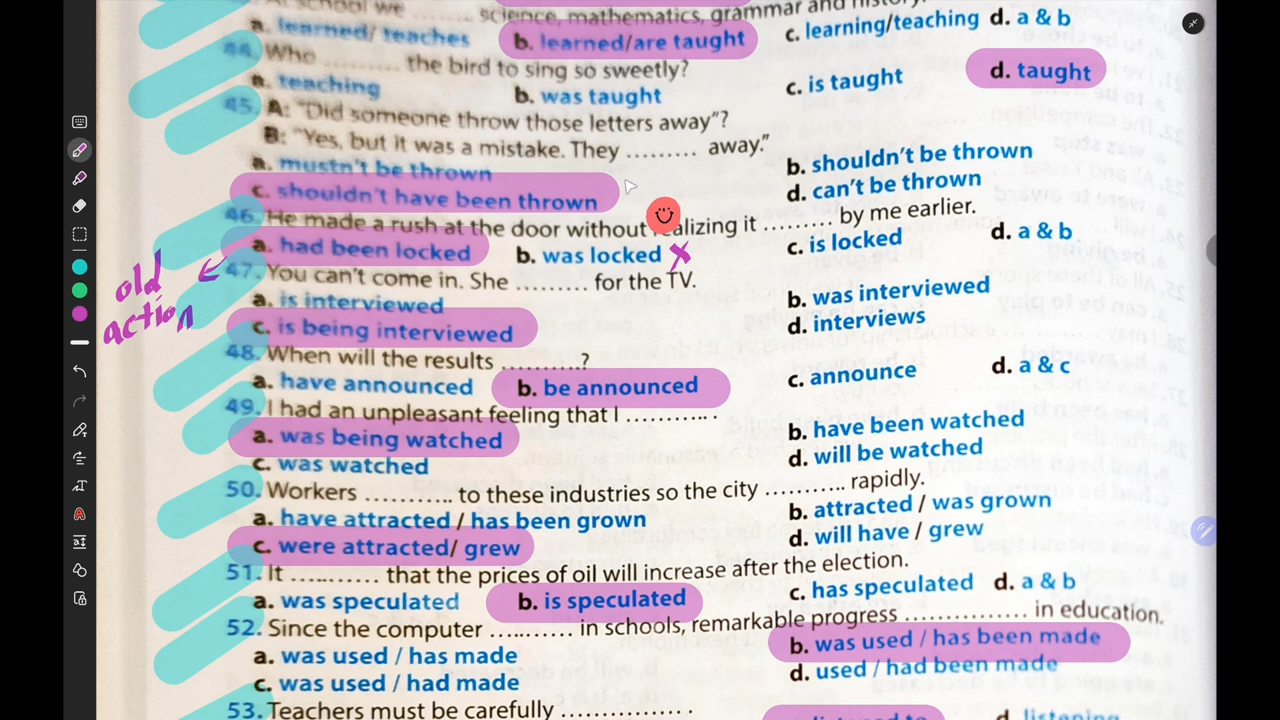 At school we ........ science, mathematics, grammar and history.
a. learned/ teaches b. learned/are taught c. learning/teaching d. a & b
44. Who ......... the bird to sing so sweetly?
a. teaching b. was taught c. is taught d. taught
45. A: "Did someone throw those letters away"?
B: "Yes, but it was a mistake. They ......... away."
a. mustn't be thrown b. shouldn't be thrown
c. shouldn't have been thrown d. can't be thrown
46. He made a rush at the door without realizing it ......... by me earlier.
a. had been locked b. was locked x c. is locked d. a & b
old
action
47. You can't come in. She ......... for the TV.
a. is interviewed b. was interviewed
c. is being interviewed d. interviews
48. When will the results ..........?
a. have announced b. be announced c. announce d. a & c
49. I had an unpleasant feeling that I ........... .
a. was being watched b. have been watched
c. was watched d. will be watched
50. Workers ........... to these industries so the city .......... rapidly.
a. have attracted / has been grown b. attracted / was grown
c. were attracted/ grew d. will have / grew
51. It ............ that the prices of oil will increase after the election.
a. was speculated b. is speculated c. has speculated d. a & b
52. Since the computer ........... in schools, remarkable progress ............... in education.
a. was used / has made b. was used / has been made
c. was used / had made d. used / had been made
53. Teachers must be carefully ............... .
listened to d. listening